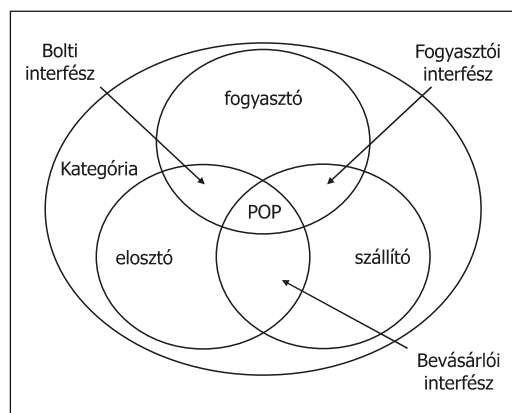 Bolti
interfész
Fogyasztói
interfész
fogyasztó
Kategória
POP
elosztó
szállító
Bevásárlói
interfész